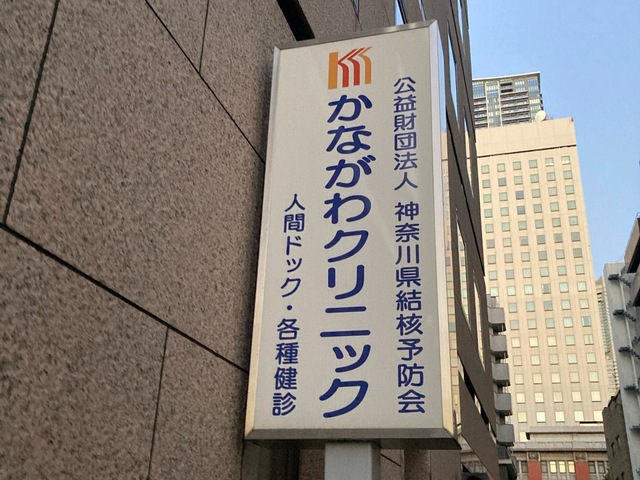 公益財団法人 神奈川県結核予防会
かながわクリニック
人間ドック・各種健診